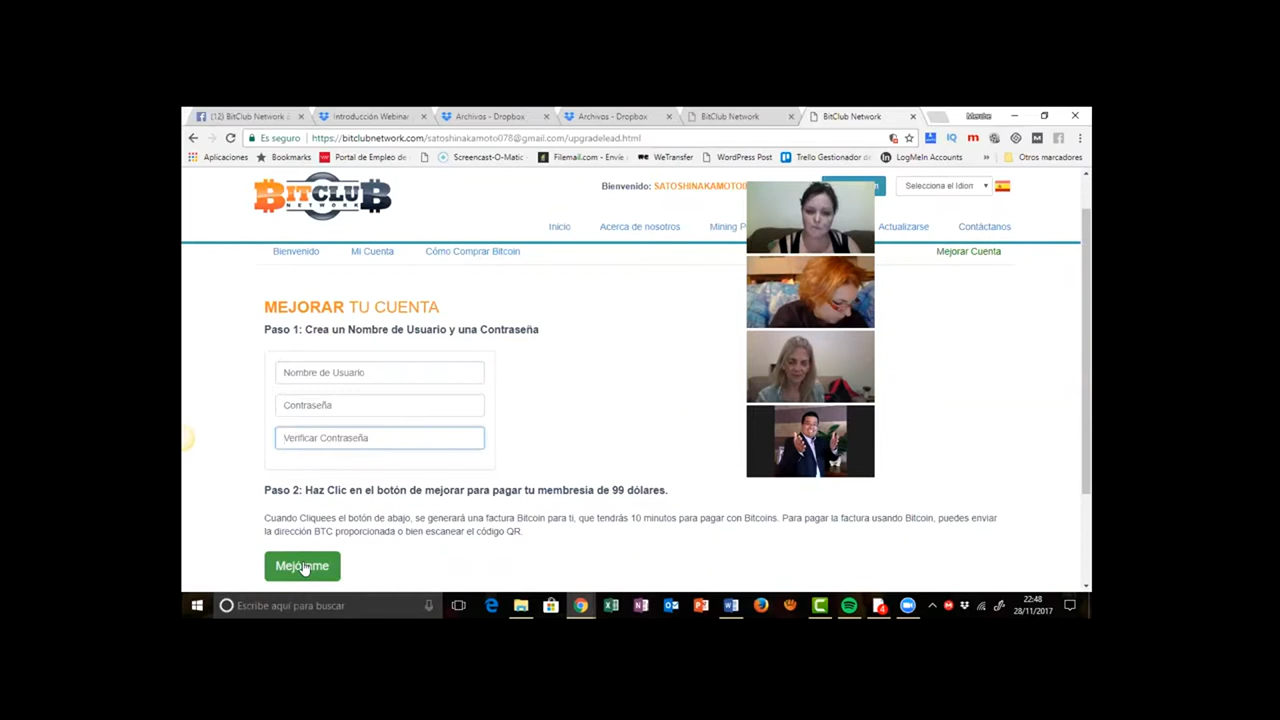 (12) BitClub Network &
Introducción Webinar
Archivos - Dropbox
Archivos - Dropbox
BitClub Network
BitClub Network
Merche
Es seguro
https://bitclubnetwork.com/satoshinakamoto078@gmail.com/upgradelead.html
Aplicaciones
Bookmarks
Portal de Empleo de
Screencast-O-Matic -
Filemail.com - Envíe
WeTransfer
WordPress Post
Trello Gestionador de
LogMeIn Accounts
»
Otros marcadores
BITCLUB
NETWORK
Bienvenido: SATOSHINAKAMOTO0
Selecciona el Idiom
Inicio
Acerca de nosotros
Mining P
Actualizarse
Contáctanos
Bienvenido
Mi Cuenta
Cómo Comprar Bitcoin
Mejorar Cuenta
MEJORAR TU CUENTA
Paso 1: Crea un Nombre de Usuario y una Contraseña
Nombre de Usuario
Contraseña
Verificar Contraseña
Paso 2: Haz Clic en el botón de mejorar para pagar tu membresia de 99 dólares.
Cuando Cliquees el botón de abajo, se generará una factura Bitcoin para ti, que tendrás 10 minutos para pagar con Bitcoins. Para pagar la factura usando Bitcoin, puedes enviar
la dirección BTC proporcionada o bien escanear el código QR.
Escribe aquí para buscar
22:48
28/11/2017